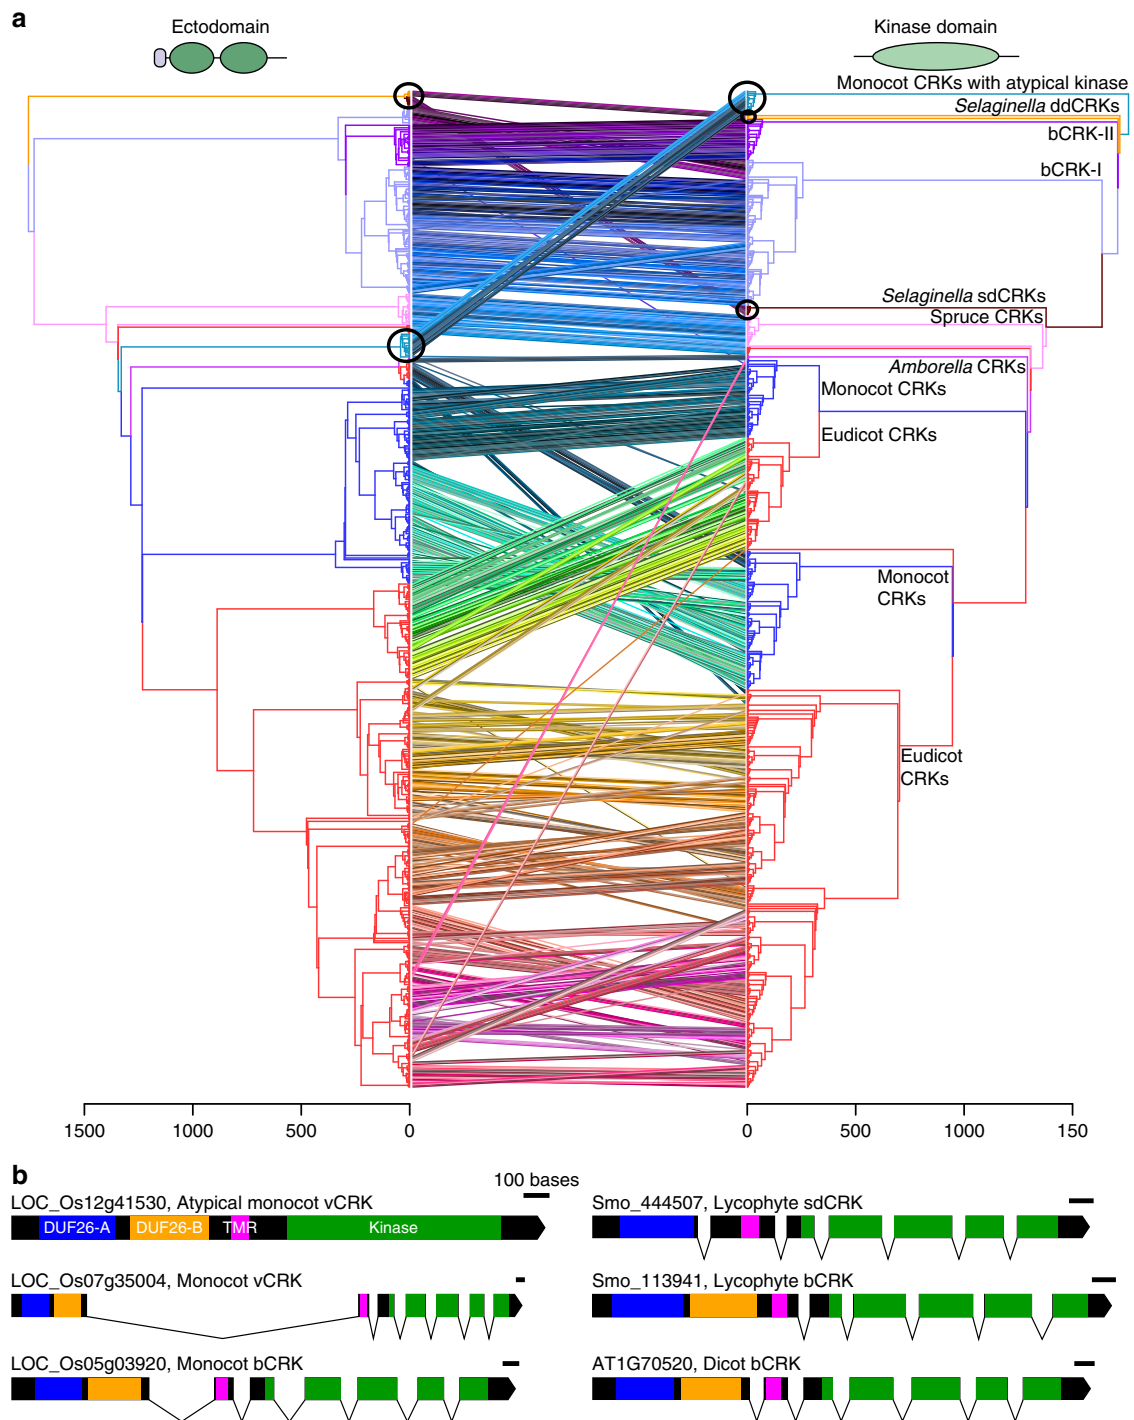 a
Ectodomain
Kinase domain
Monocot CRKs with atypical kinase
Selaginella ddCRKs
bCRK-II
bCRK-I
Selaginella sdCRKs
Spruce CRKs
Amborella CRKs
Monocot CRKs
Eudicot CRKs
Monocot
CRKs
Eudicot
CRKs
1500 1000 500 0
0 500 1000 150
b
100 bases
LOC_Os12g41530, Atypical monocot vCRK
DUF26-A DUF26-B TMR Kinase
LOC_Os07g35004, Monocot vCRK
LOC_Os05g03920, Monocot bCRK
Smo_444507, Lycophyte sdCRK
Smo_113941, Lycophyte bCRK
AT1G70520, Dicot bCRK